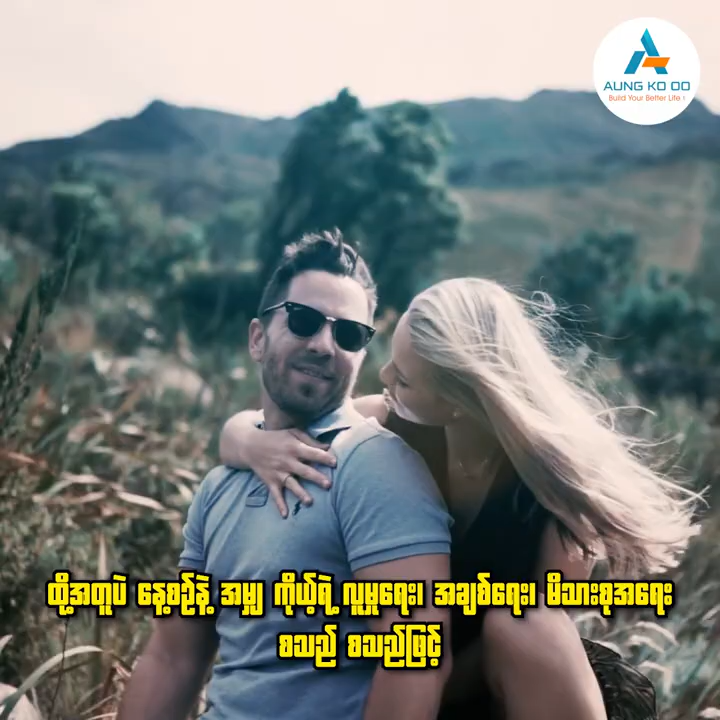 AUNG KO OO
Build Your Better Life !
ထို့အတူပဲ နေ့စဉ်နဲ့ အမျှ ကိုယ့်ရဲ့ လူမှုရေး၊ အချစ်ရေး၊ မိသားစုအရေး
စသည် စသည်ဖြင့်